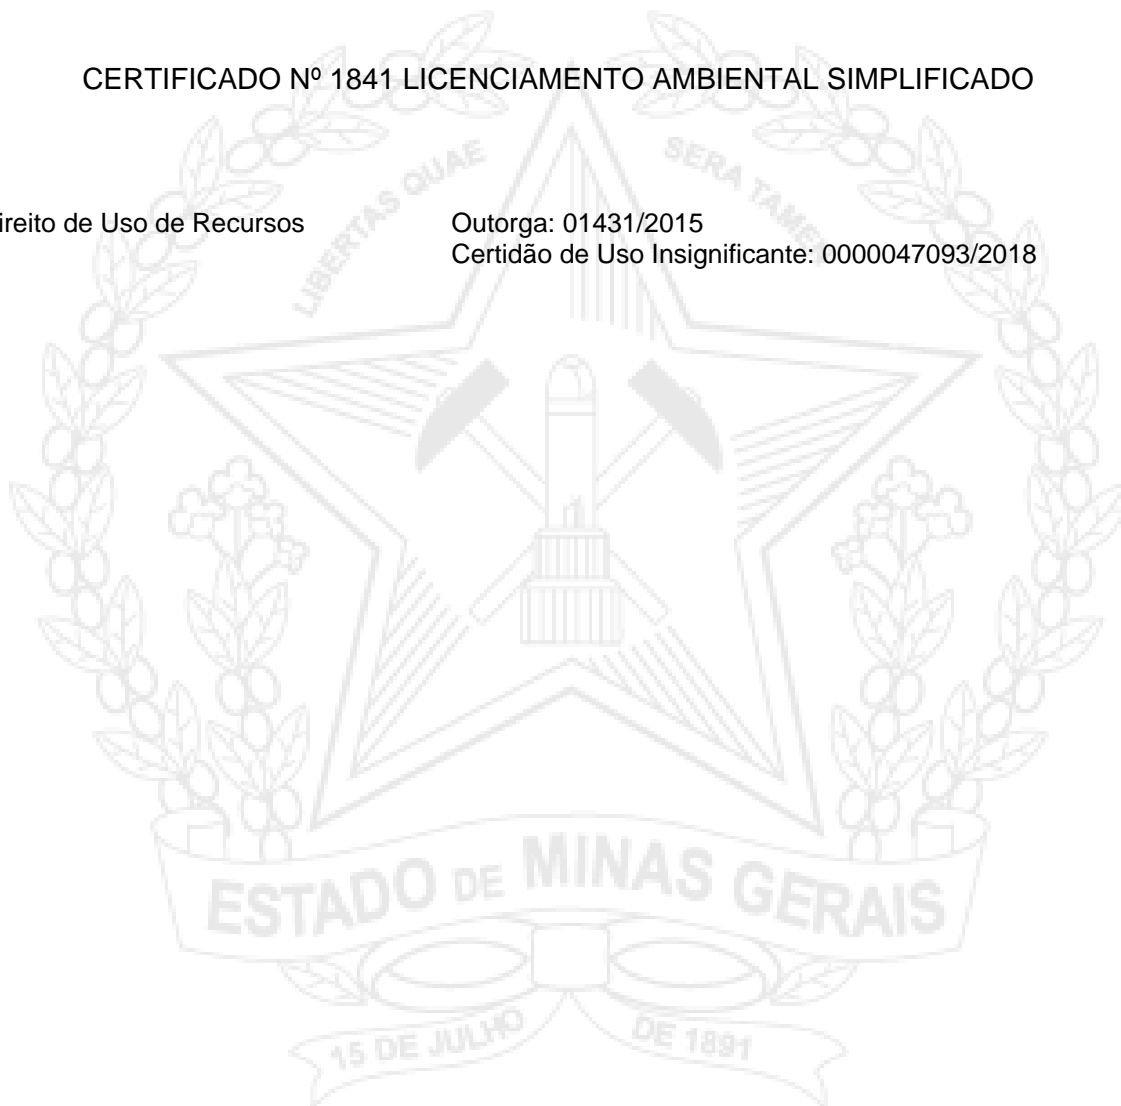 CERTIFICADO Nº 1841 LICENCIAMENTO AMBIENTAL SIMPLIFICADO
LIBERTAS QUAE SERA TAMEN
ireito de Uso de Recursos Outorga: 01431/2015
Certidão de Uso Insignificante: 0000047093/2018
ESTADO DE MINAS GERAIS
15 DE JULHO DE 1891